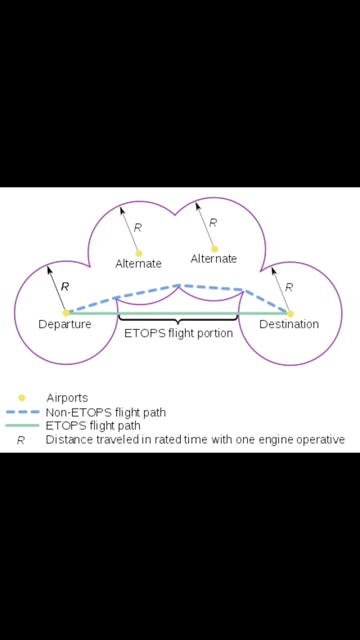 R
R
Alternate
Alternate
R
R
Departure
Destination
ETOPS flight portion
Airports
Non-ETOPS flight path
ETOPS flight path
R Distance traveled in rated time with one engine operative